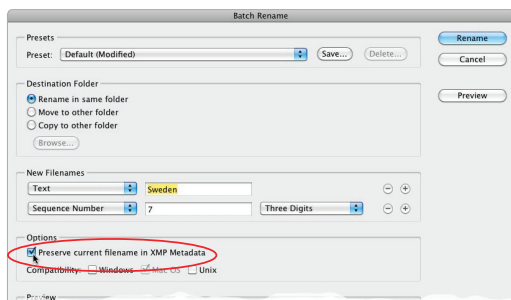 Batch Rename
Presets
Preset: Default (Modified) Save... Delete...
Rename
Cancel
Preview
Destination Folder
Rename in same folder
Move to other folder
Copy to other folder
Browse...
New Filenames
Text Sweden
Sequence Number 7 Three Digits
Options
Preserve current filename in XMP Metadata
Compatibility: Windows Mac OS Unix
Preview